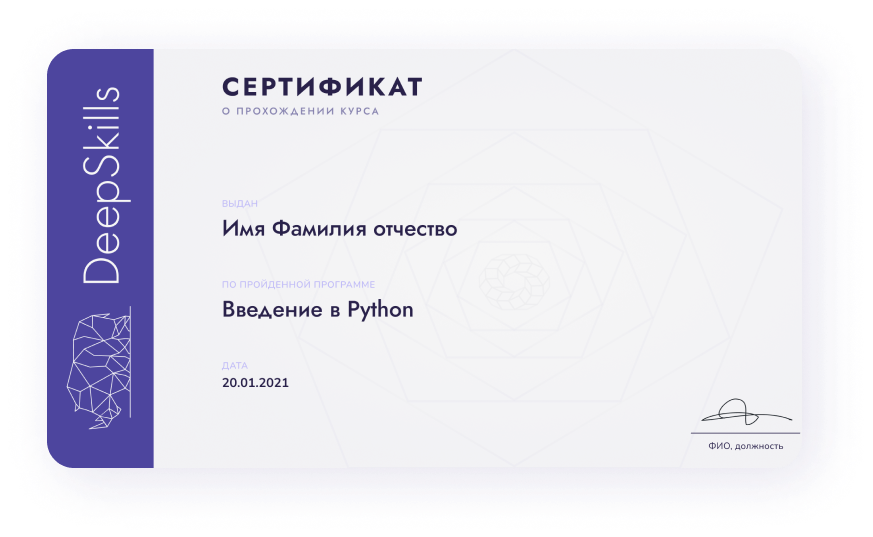 DeepSkills
СЕРТИФИКАТ
О ПРОХОЖДЕНИИ КУРСА
ВЫДАН
Имя Фамилия отчество
ПО ПРОЙДЕННОЙ ПРОГРАММЕ
Введение в Python
ДАТА
20.01.2021
ФИО, должность